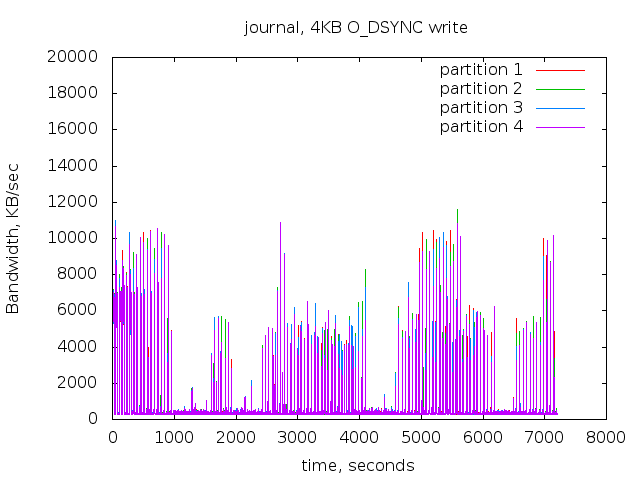 journal, 4KB O_DSYNC write
20000
18000
16000
14000
12000
10000
8000
6000
4000
2000
0
Bandwidth, KB/sec
partition 1
partition 2
partition 3
partition 4
0 1000 2000 3000 4000 5000 6000 7000 8000
time, seconds